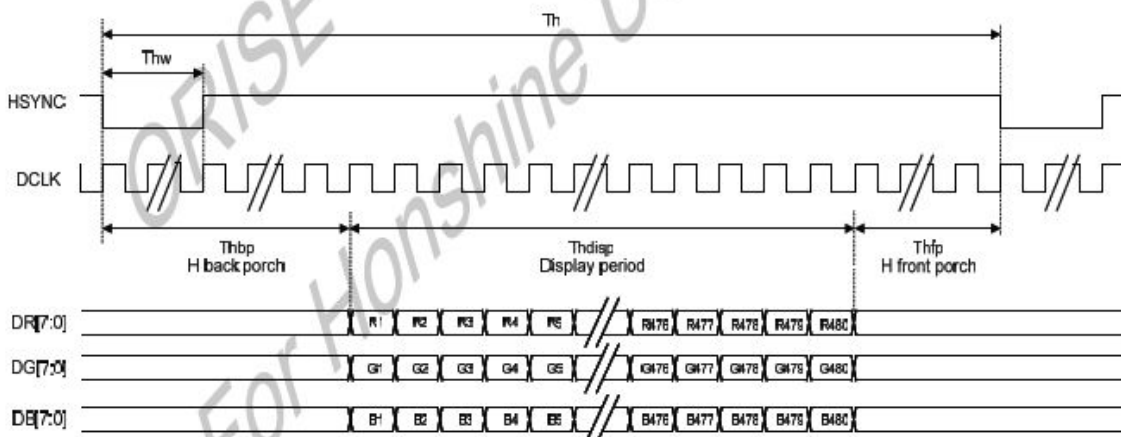 Th
Thw
HSYNC
DCLK
Thbp
H back porch
Thdisp
Display period
Thfp
H front porch
DR[7:0] R1 R2 R3 R4 R5 R476 R477 R478 R479 R480
DG[7:0] G1 G2 G3 G4 G5 G476 G477 G478 G479 G480
DB[7:0] B1 B2 B3 B4 B5 B476 B477 B478 B479 B480
ORISE
For Honshine